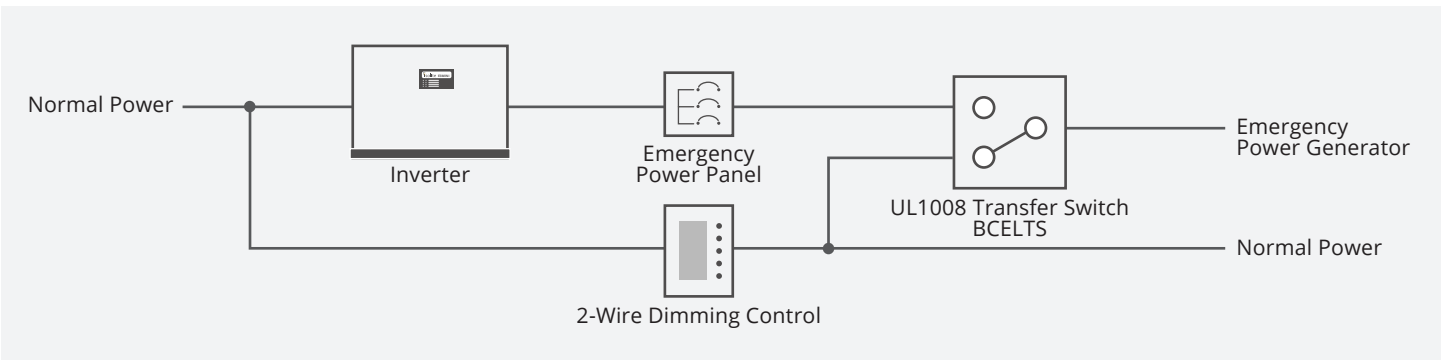 Normal Power
Inverter
Emergency
Power Panel
UL1008 Transfer Switch
BCELTS
Emergency
Power Generator
Normal Power
2-Wire Dimming Control